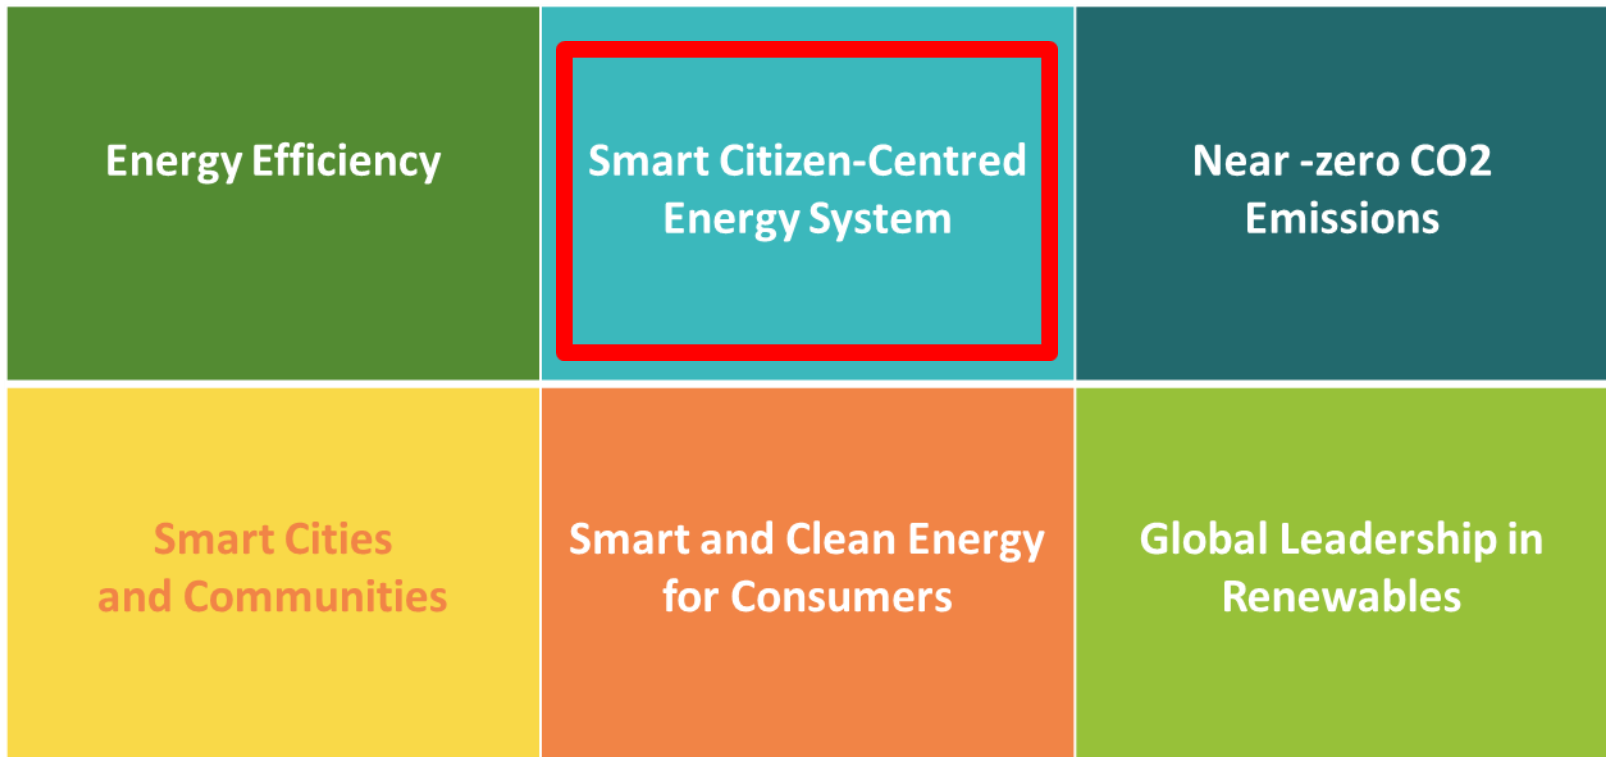 Energy Efficiency
Smart Citizen-Centred
Energy System
Near -zero CO2
Emissions
Smart Cities
and Communities
Smart and Clean Energy
for Consumers
Global Leadership in
Renewables